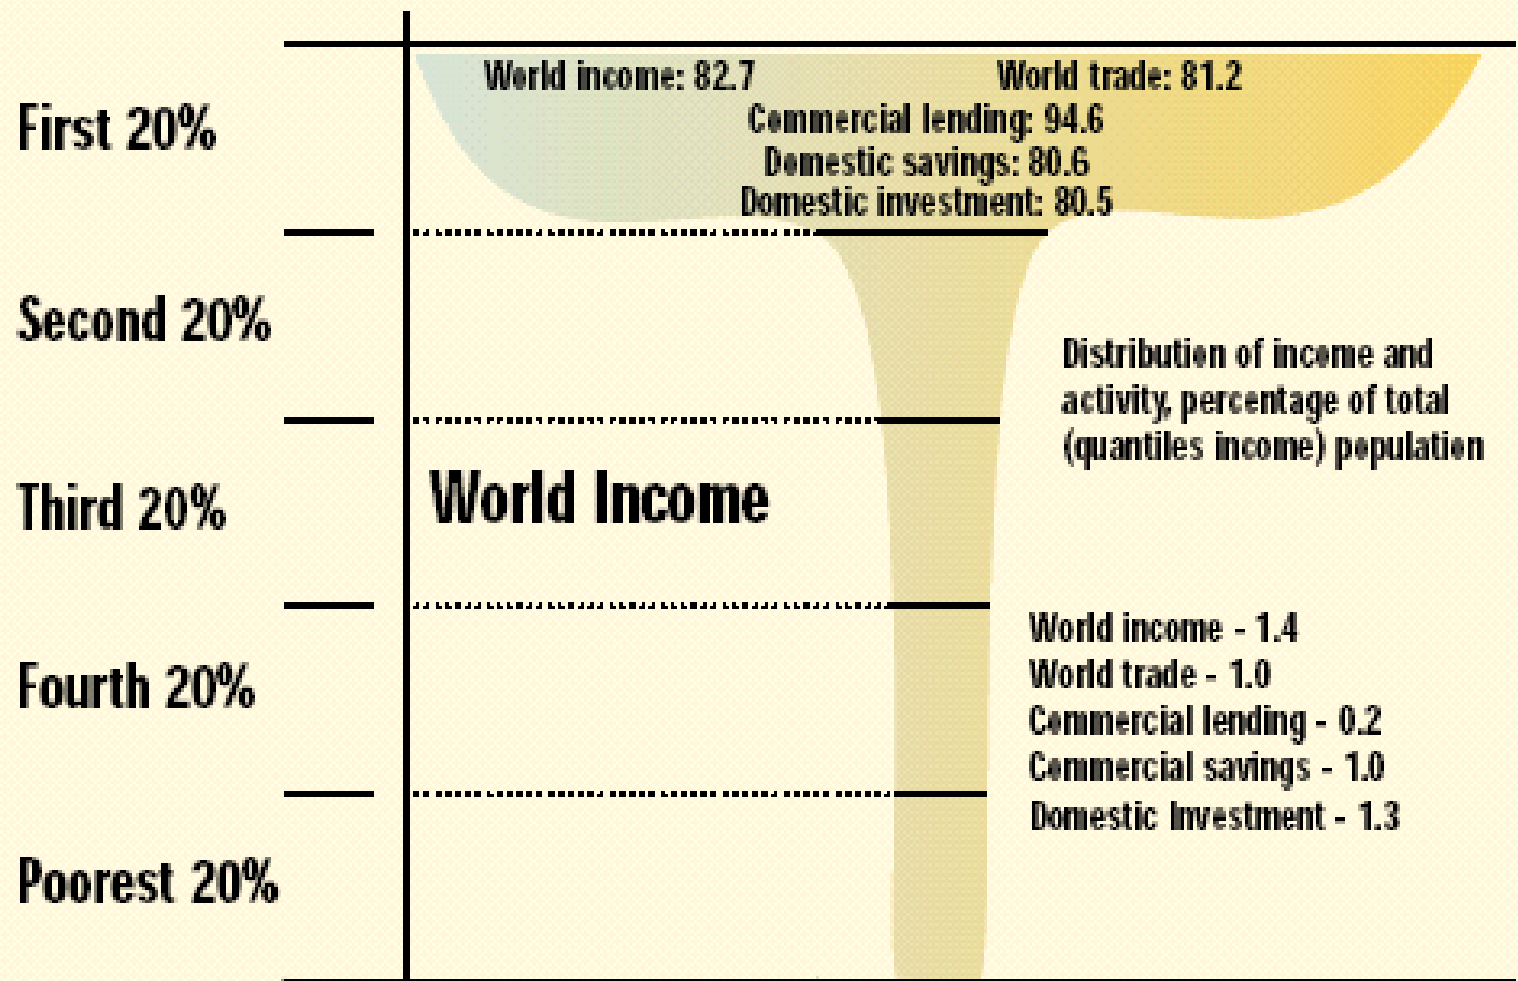 First 20%
World income: 82.7 World trade: 81.2
Commercial lending: 94.6
Domestic savings: 80.6
Domestic investment: 80.5
Second 20%
Distribution of income and
activity, percentage of total
(quantiles income) population
Third 20%
World Income
Fourth 20%
World income - 1.4
World trade - 1.0
Commercial lending - 0.2
Commercial savings - 1.0
Domestic Investment - 1.3
Poorest 20%